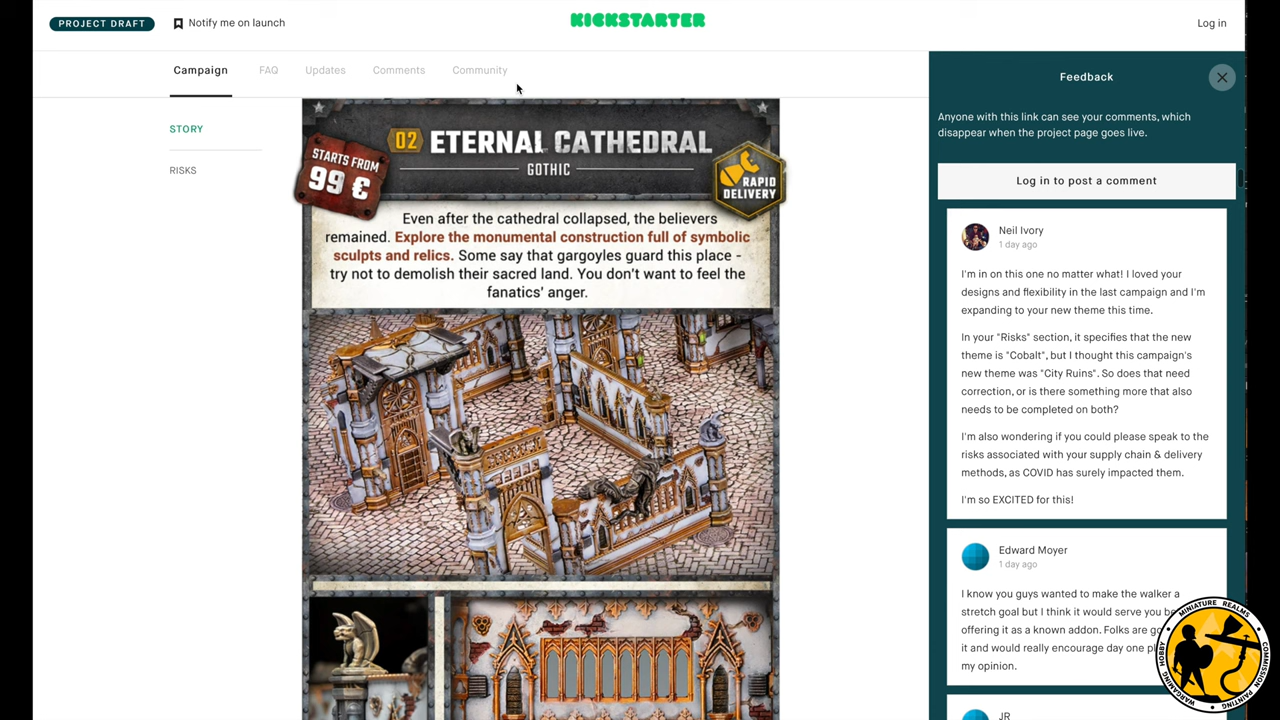 PROJECT DRAFT
Notify me on launch
KICKSTARTER
Log in
Campaign
FAQ
Updates
Comments
Community
STORY
RISKS
STARTS FROM
99 €
02 ETERNAL CATHEDRAL
GOTHIC
RAPID
DELIVERY
Even after the cathedral collapsed, the believers
remained. Explore the monumental construction full of symbolic
sculpts and relics. Some say that gargoyles guard this place -
try not to demolish their sacred land. You don't want to feel the
fanatics' anger.
Feedback
Anyone with this link can see your comments, which
disappear when the project page goes live.
Log in to post a comment
Neil Ivory
1 day ago
I'm in on this one no matter what! I loved your
designs and flexibility in the last campaign and I'm
expanding to your new theme this time.
In your "Risks" section, it specifies that the new
theme is "Cobalt", but I thought this campaign's
new theme was "City Ruins". So does that need
correction, or is there something more that also
needs to be completed on both?
I'm also wondering if you could please speak to the
risks associated with your supply chain & delivery
methods, as COVID has surely impacted them.
I'm so EXCITED for this!
Edward Moyer
1 day ago
I know you guys wanted to make the walker a
stretch goal but I think it would serve you
offering it as a known addon. Folks are
it and would really encourage day one
my opinion.
JR
MINIATURE REALMS
WARGAMING HOBBY
COMMISSION PAINTING